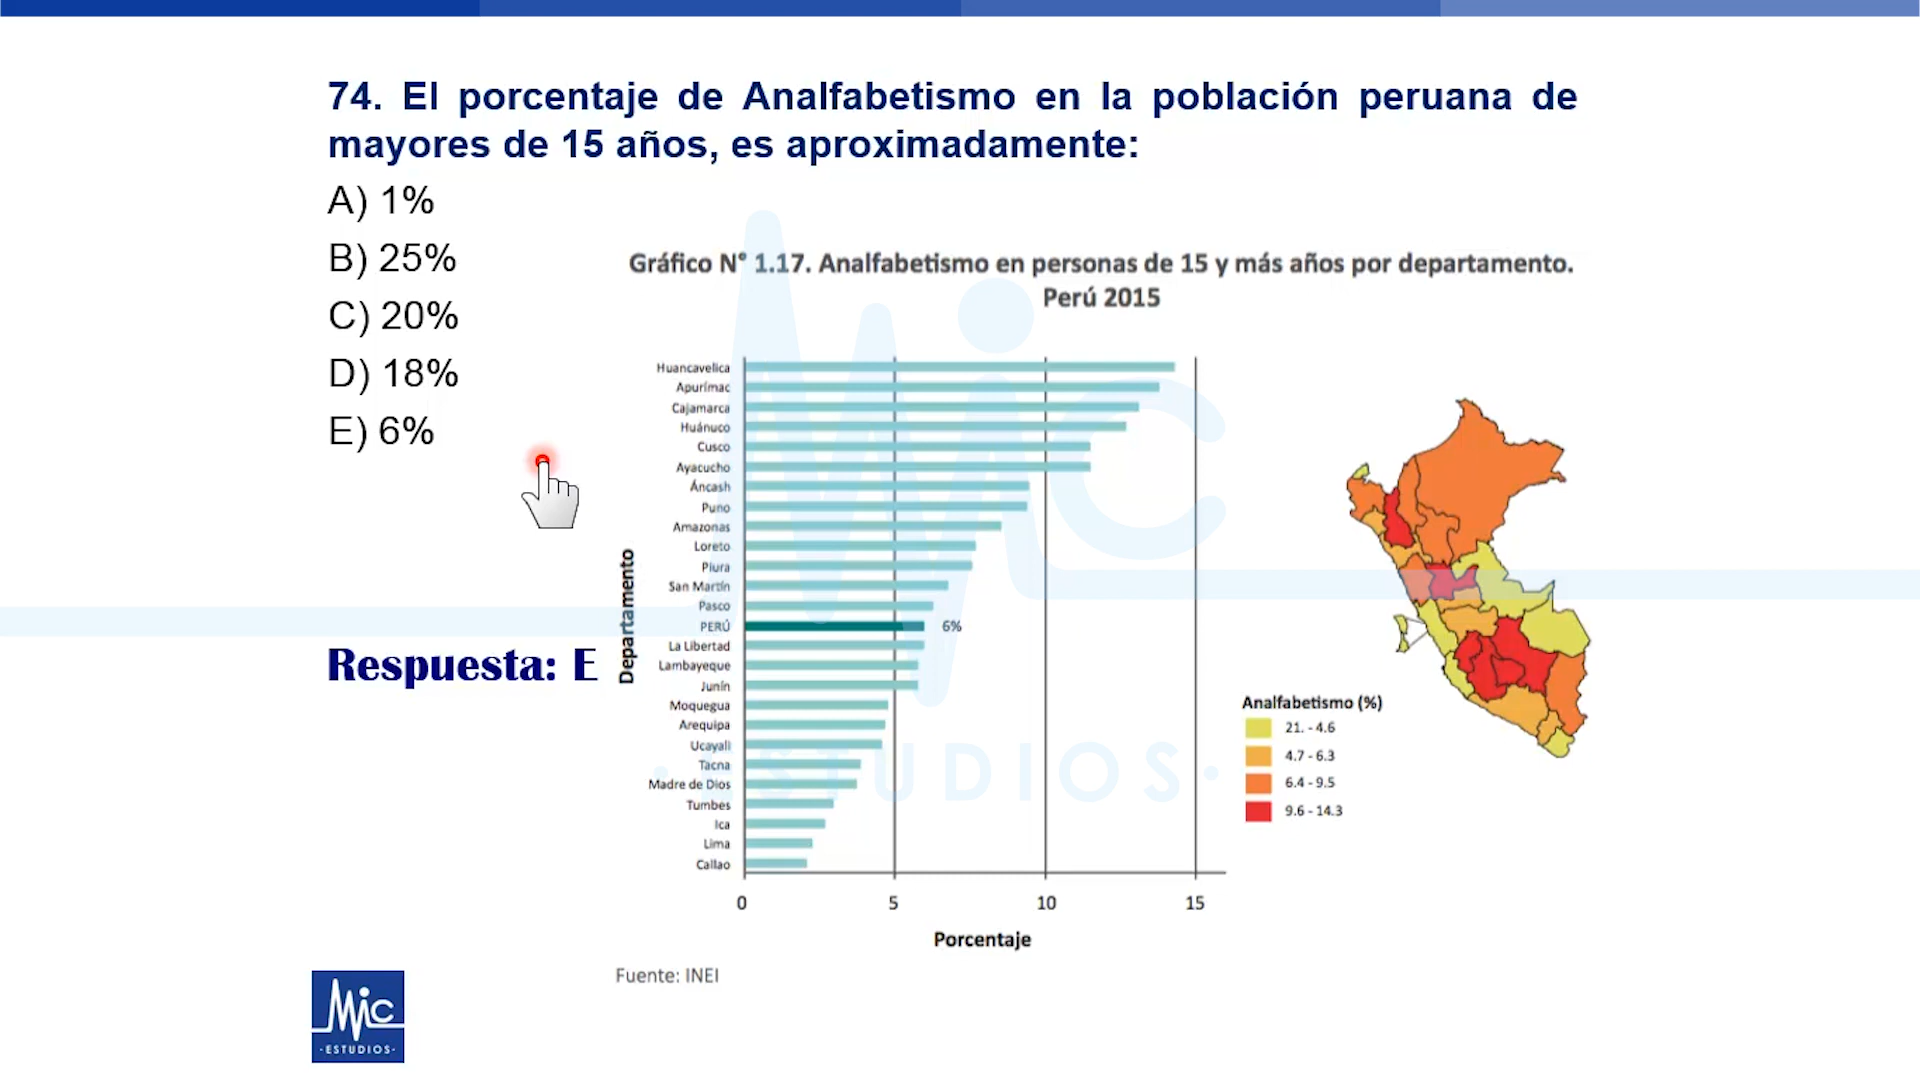 74. El porcentaje de Analfabetismo en la población peruana de
mayores de 15 años, es aproximadamente:
A) 1%
B) 25%
C) 20%
D) 18%
E) 6%
Respuesta: E
Gráfico N° 1.17. Analfabetismo en personas de 15 y más años por departamento.
Perú 2015
Departamento
Huancavelica
Apurímac
Cajamarca
Huánuco
Cusco
Ayacucho
Áncash
Puno
Amazonas
Loreto
Piura
San Martín
Pasco
PERÚ 6%
La Libertad
Lambayeque
Junín
Moquegua
Arequipa
Ucayali
Tacna
Madre de Dios
Tumbes
Ica
Lima
Callao
0 5 10 15
Porcentaje
Analfabetismo (%)
21. - 4.6
4.7 - 6.3
6.4 - 9.5
9.6 - 14.3
Fuente: INEI
Mic
·ESTUDIOS·
Mic
·ESTUDIOS·